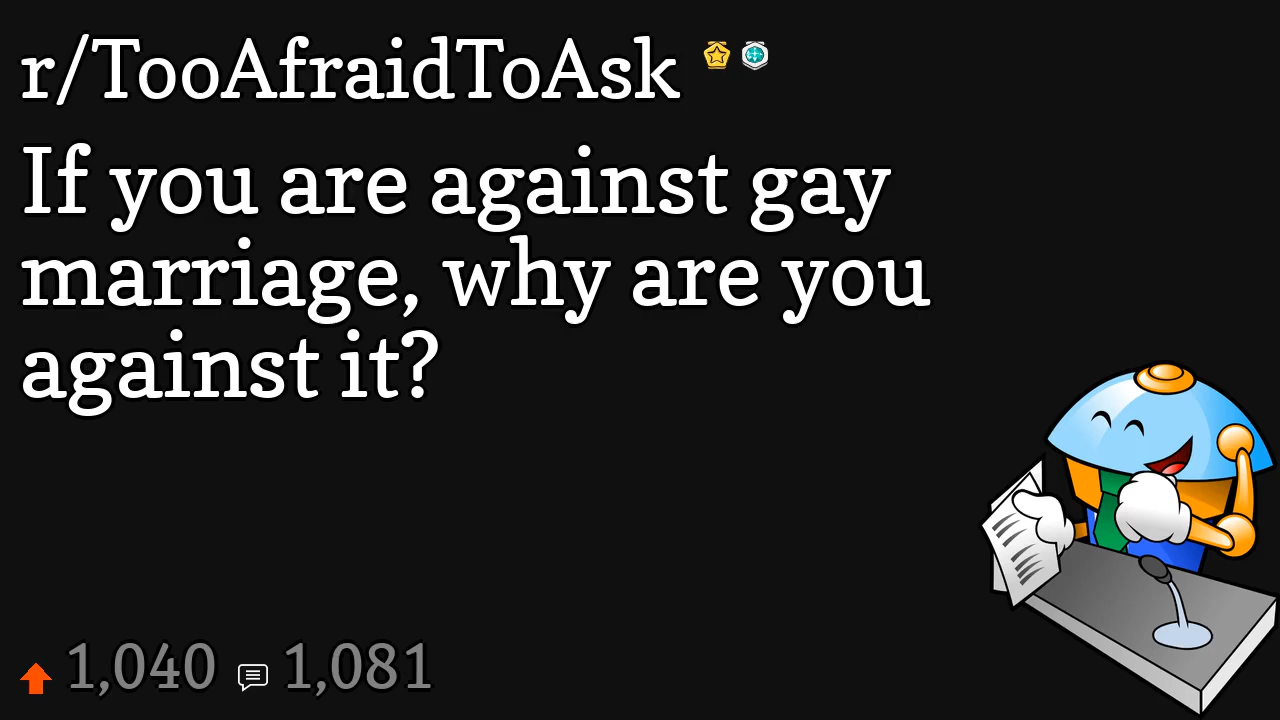 r/TooAfraidToAsk
If you are against gay
marriage, why are you
against it?
1,040 1,081